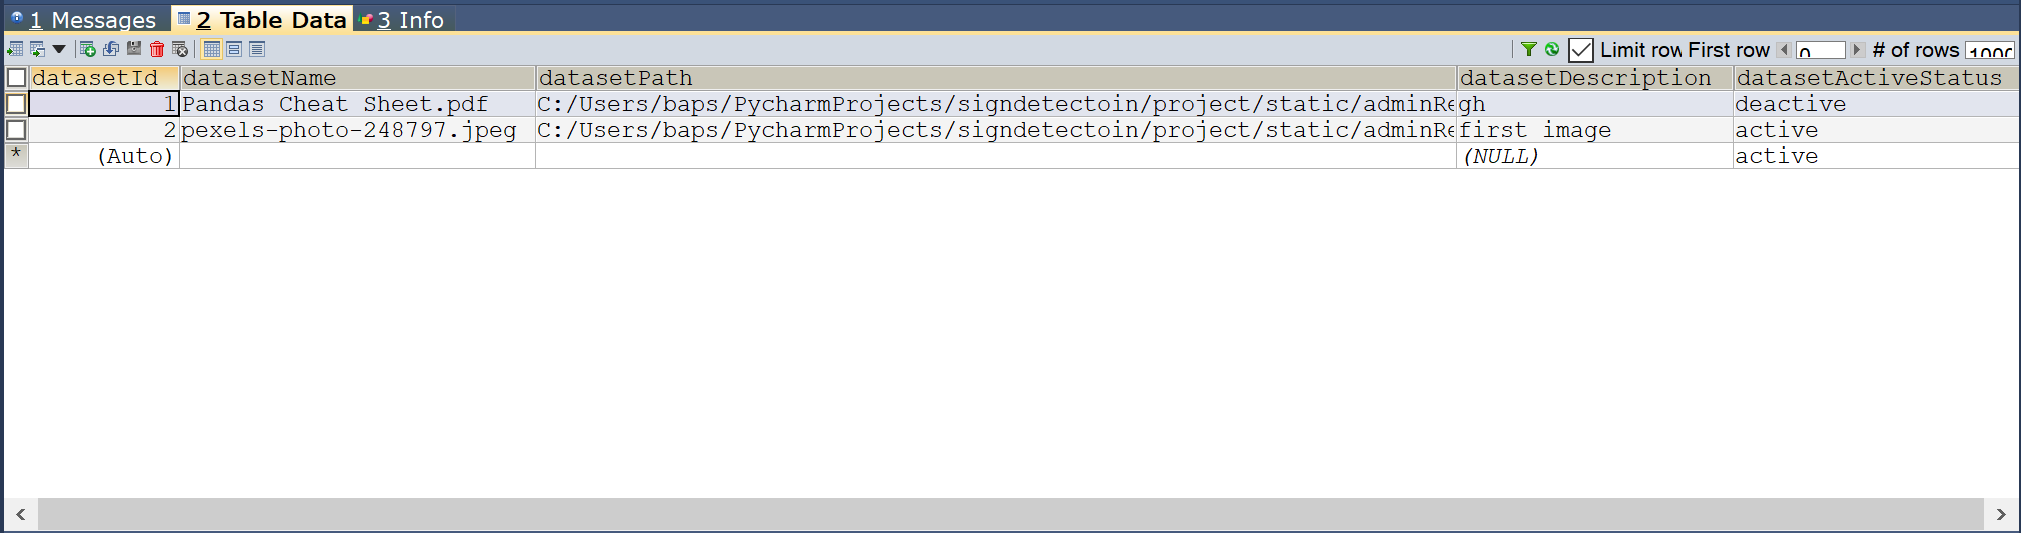 1 Messages 2 Table Data 3 Info
Limit row First row 0 # of rows 1000
datasetId datasetName datasetPath datasetDescription datasetActiveStatus
1 Pandas Cheat Sheet.pdf C:/Users/baps/PycharmProjects/signdetectoin/project/static/adminRe gh deactive
2 pexels-photo-248797.jpeg C:/Users/baps/PycharmProjects/signdetectoin/project/static/adminRe first image active
* (Auto) (NULL) active